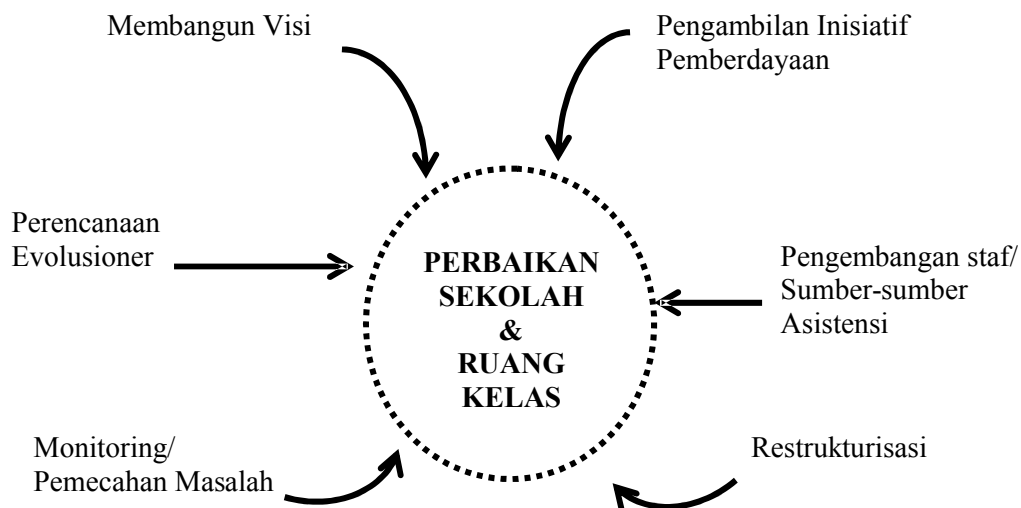 Membangun Visi
Pengambilan Inisiatif
Pemberdayaan
Perencanaan
Evolusioner
PERBAIKAN
SEKOLAH
&
RUANG
KELAS
Pengembangan staf/
Sumber-sumber
Asistensi
Monitoring/
Pemecahan Masalah
Restrukturisasi